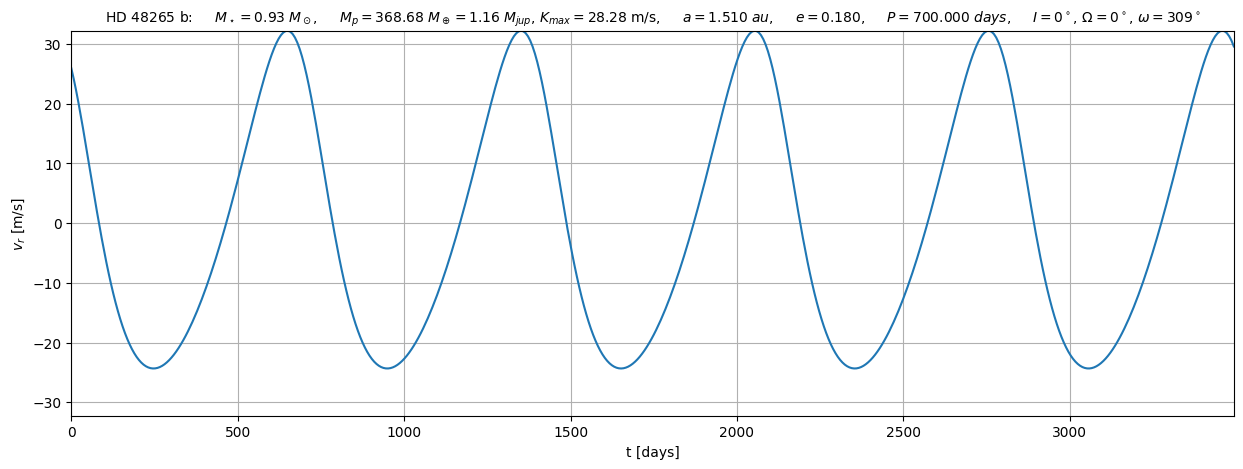 HD 48265 b: M⋆ = 0.93 M⊙, Mp = 368.68 M⊕ = 1.16 Mjup, Kmax = 28.28 m/s, a = 1.510 au, e = 0.180, P = 700.000 days, I = 0°, Ω = 0°, ω = 309°
30
20
10
0
−10
−20
−30
vr [m/s]
0 500 1000 1500 2000 2500 3000
t [days]